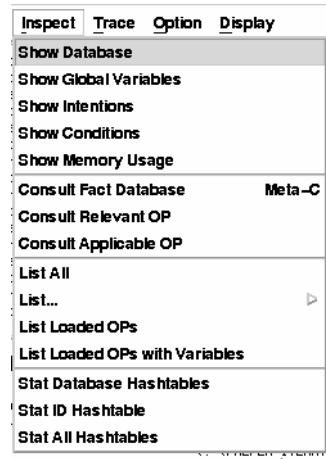 Inspect Trace Option Display
Show Database
Show Global Variables
Show Intentions
Show Conditions
Show Memory Usage
Consult Fact Database Meta-C
Consult Relevant OP
Consult Applicable OP
List All
List...
List Loaded OPs
List Loaded OPs with Variables
Stat Database Hashtables
Stat ID Hashtable
Stat All Hashtables